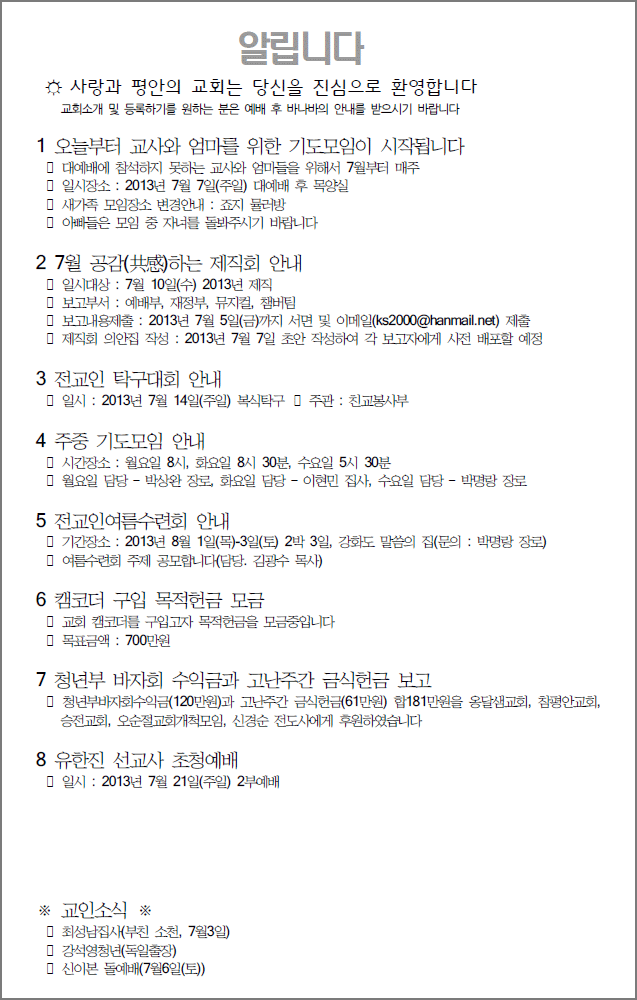 알립니다
☼ 사랑과 평안의 교회는 당신을 진심으로 환영합니다
교회소개 및 등록하기를 원하는 분은 예배 후 바나바의 안내를 받으시기 바랍니다
1 오늘부터 교사와 엄마를 위한 기도모임이 시작됩니다
▯ 대예배에 참석하지 못하는 교사와 엄마들을 위해서 7월부터 매주
▯ 일시장소 : 2013년 7월 7일(주일) 대예배 후 목양실
▯ 새가족 모임장소 변경안내 : 죠지 뮬러방
▯ 아빠들은 모임 중 자녀를 돌봐주시기 바랍니다
2 7월 공감(共感)하는 제직회 안내
▯ 일시대상 : 7월 10일(수) 2013년 제직
▯ 보고부서 : 예배부, 재정부, 뮤지컬, 챔버팀
▯ 보고내용제출 : 2013년 7월 5일(금)까지 서면 및 이메일(ks2000@hanmail.net) 제출
▯ 제직회 의안집 작성 : 2013년 7월 7일 초안 작성하여 각 보고자에게 사전 배포할 예정
3 전교인 탁구대회 안내
▯ 일시 : 2013년 7월 14일(주일) 복식탁구 ▯ 주관 : 친교봉사부
4 주중 기도모임 안내
▯ 시간장소 : 월요일 8시, 화요일 8시 30분, 수요일 5시 30분
▯ 월요일 담당 - 박상완 장로, 화요일 담당 - 이현민 집사, 수요일 담당 - 박명랑 장로
5 전교인여름수련회 안내
▯ 기간장소 : 2013년 8월 1일(목)-3일(토) 2박 3일, 강화도 말씀의 집(문의 : 박명랑 장로)
▯ 여름수련회 주제 공모합니다(담당. 김광수 목사)
6 캠코더 구입 목적헌금 모금
▯ 교회 캠코더를 구입고자 목적헌금을 모금중입니다
▯ 목표금액 : 700만원
7 청년부 바자회 수익금과 고난주간 금식헌금 보고
▯ 청년부바자회수익금(120만원)과 고난주간 금식헌금(61만원) 합181만원을 옹달샘교회, 참평안교회,
승전교회, 오순절교회개척모임, 신경순 전도사에게 후원하였습니다
8 유한진 선교사 초청예배
▯ 일시 : 2013년 7월 21일(주일) 2부예배
※ 교인소식 ※
▯ 최성남집사(부친 소천, 7월3일)
▯ 강석영청년(독일출장)
▯ 신이본 돌예배(7월6일(토))